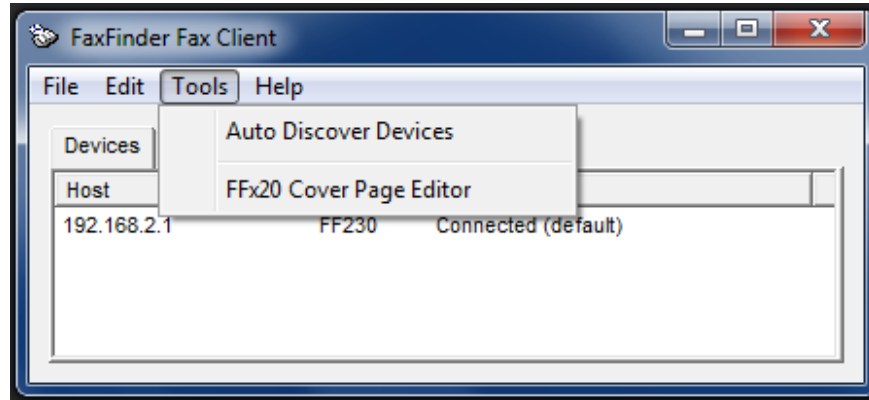 FaxFinder Fax Client
File Edit Tools Help
Auto Discover Devices
FFx20 Cover Page Editor
Devices
Host
192.168.2.1 FF230 Connected (default)